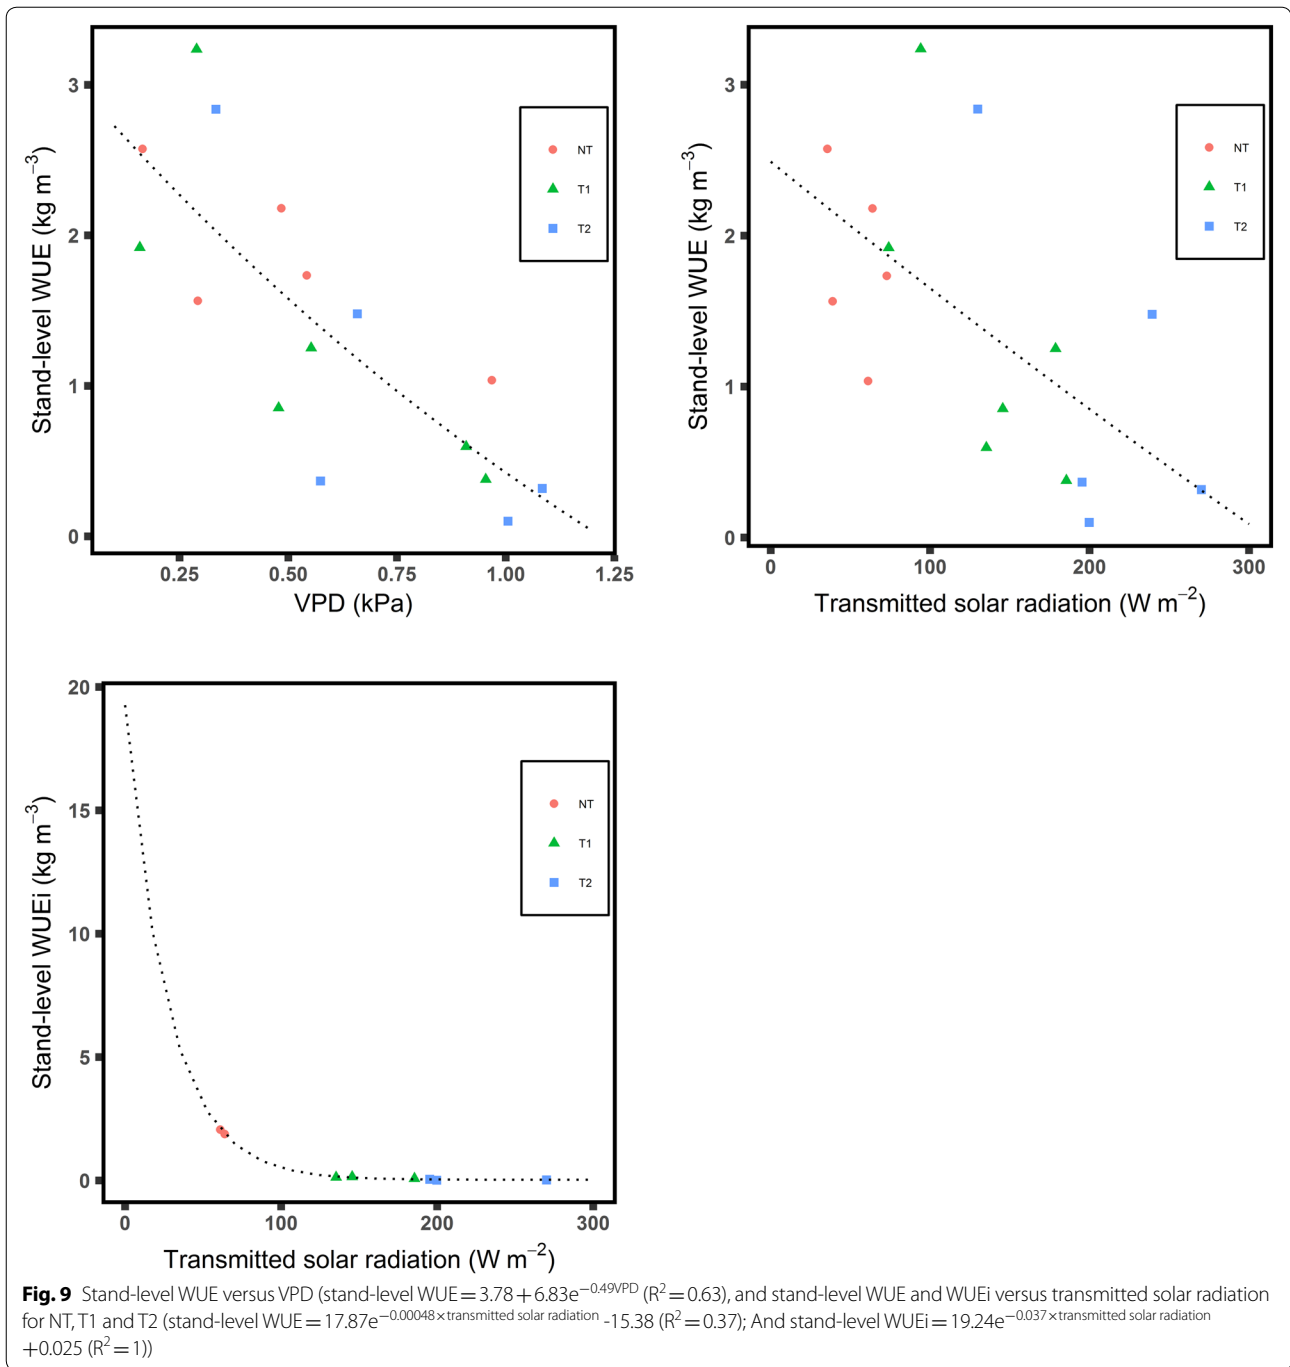 3
2
1
0
Stand-level WUE (kg m⁻³)
NT
T1
T2
0.25 0.50 0.75 1.00 1.25
VPD (kPa)
3
2
1
0
Stand-level WUE (kg m⁻³)
NT
T1
T2
0 100 200 300
Transmitted solar radiation (W m⁻²)
20
15
10
5
0
Stand-level WUEi (kg m⁻³)
NT
T1
T2
0 100 200 300
Transmitted solar radiation (W m⁻²)
Fig. 9 Stand-level WUE versus VPD (stand-level WUE = 3.78 + 6.83e^−0.49VPD (R² = 0.63), and stand-level WUE and WUEi versus transmitted solar radiation
for NT, T1 and T2 (stand-level WUE = 17.87e^−0.00048×transmitted solar radiation -15.38 (R² = 0.37); And stand-level WUEi = 19.24e^−0.037×transmitted solar radiation
+0.025 (R² = 1))